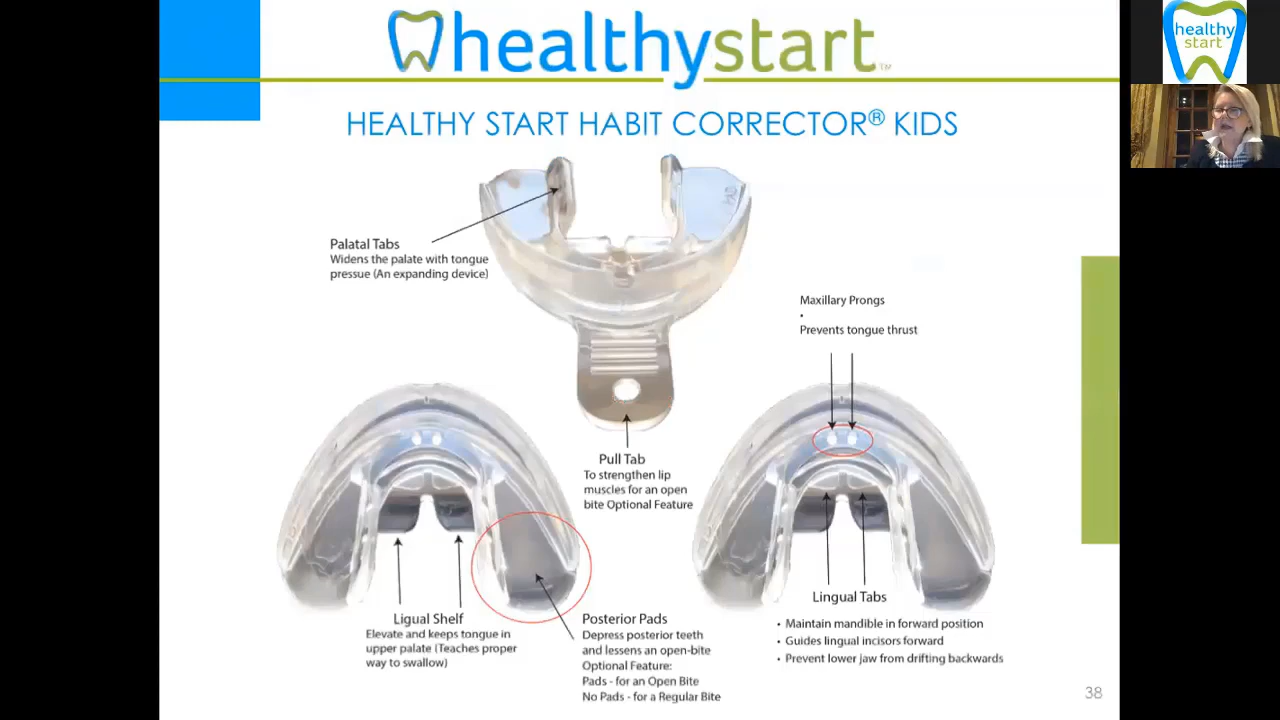 healthystart™
healthy
start
HEALTHY START HABIT CORRECTOR® KIDS
Palatal Tabs
Widens the palate with tongue
pressue (An expanding device)
Maxillary Prongs
•
Prevents tongue thrust
Pull Tab
To strengthen lip
muscles for an open
bite Optional Feature
Ligual Shelf
Elevate and keeps tongue in
upper palate (Teaches proper
way to swallow)
Posterior Pads
Depress posterior teeth
and lessens an open-bite
Optional Feature:
Pads - for an Open Bite
No Pads - for a Regular Bite
Lingual Tabs
• Maintain mandible in forward position
• Guides lingual incisors forward
• Prevent lower jaw from drifting backwards
38